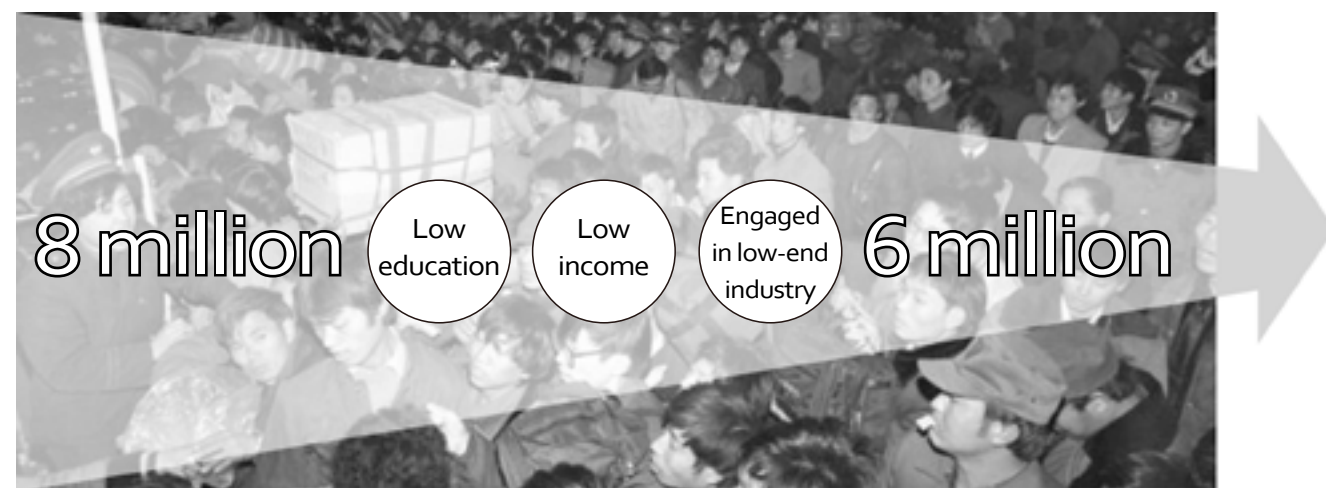 8 million
Low
education
Low
income
Engaged
in low-end
industry
6 million